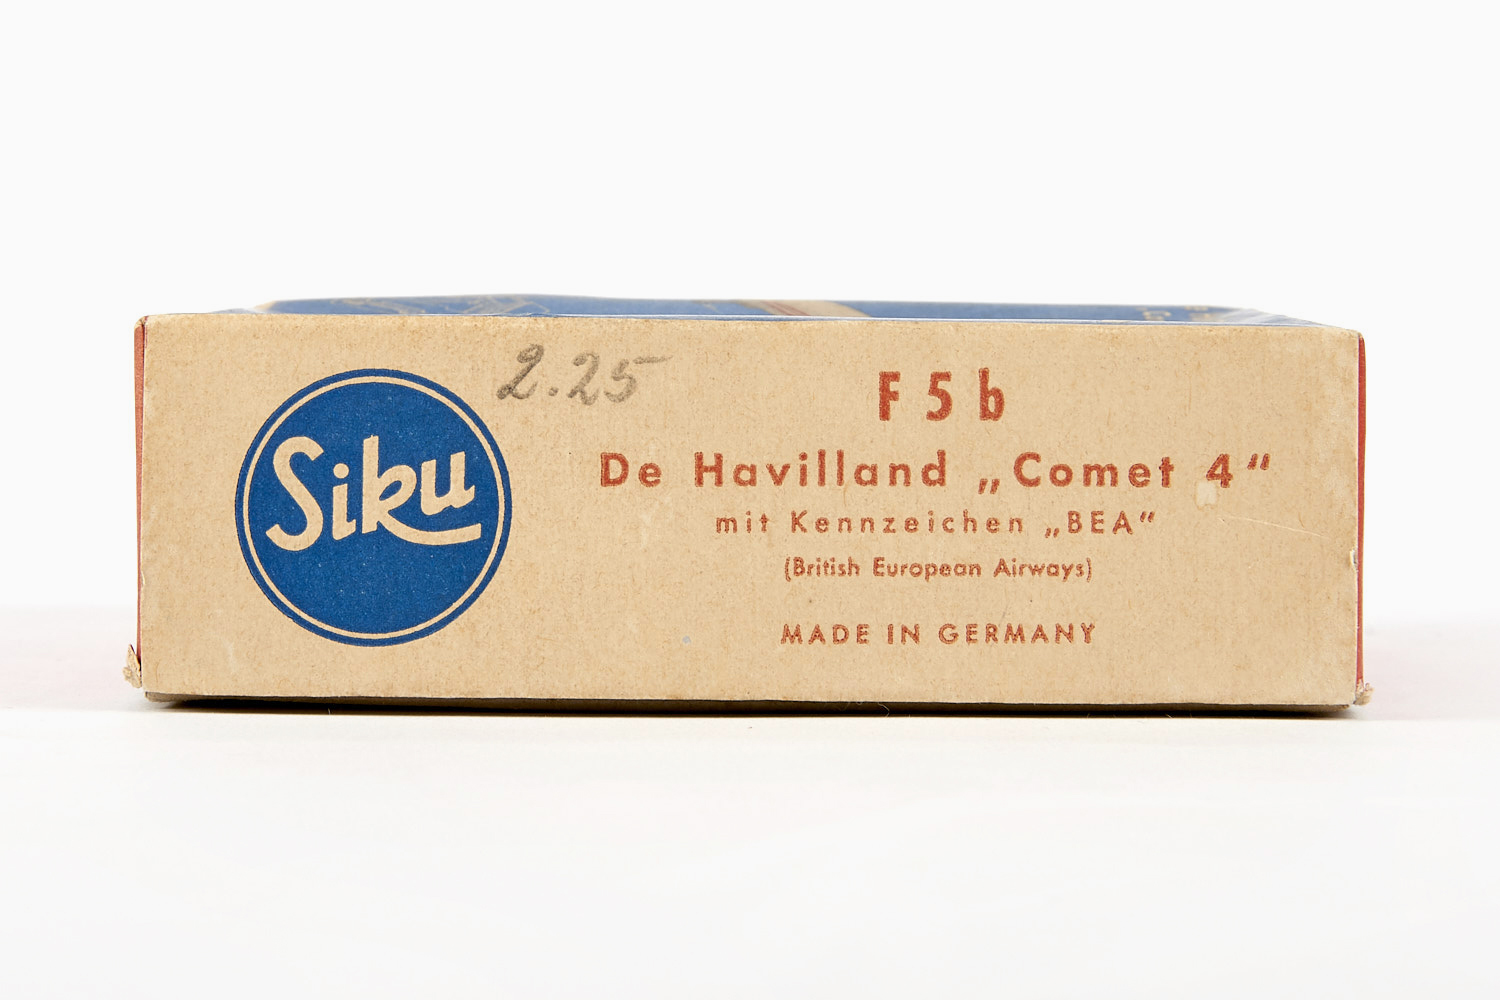 Siku
2.25
F 5 b
De Havilland „Comet 4“
mit Kennzeichen „BEA“
(British European Airways)
MADE IN GERMANY